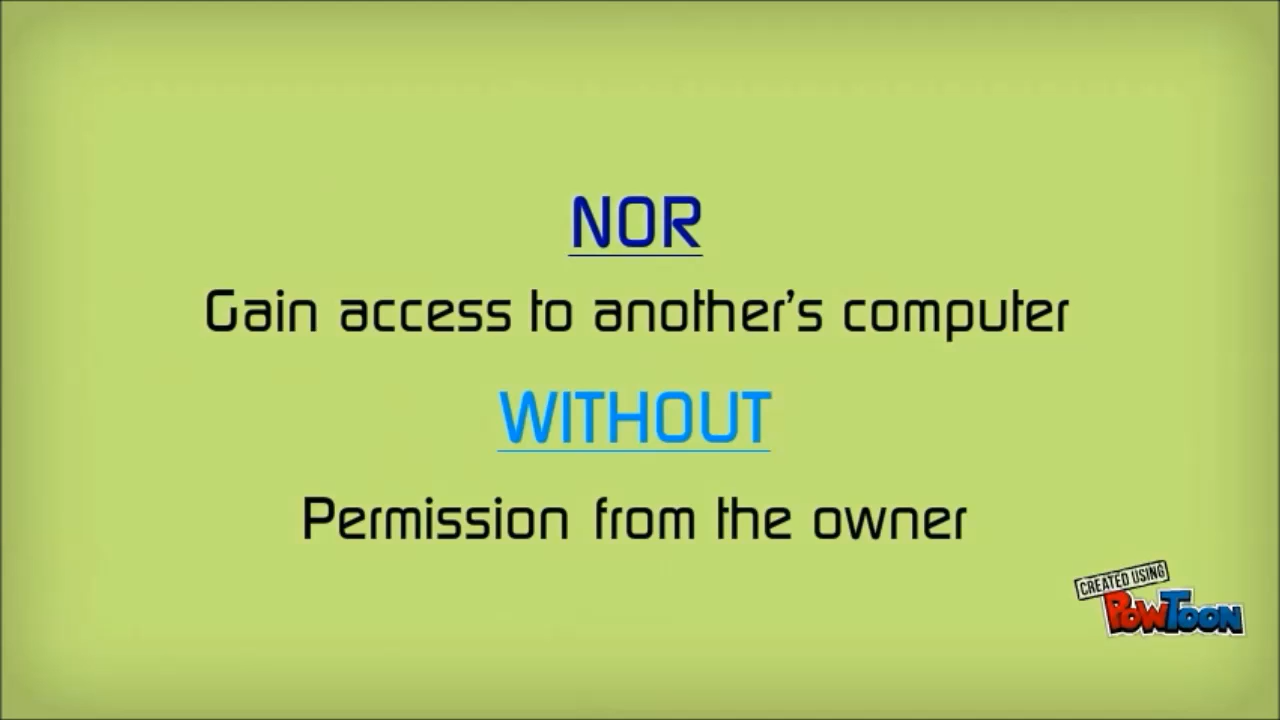 NOR
Gain access to another's computer
WITHOUT
Permission from the owner
CREATED USING
POWTOON